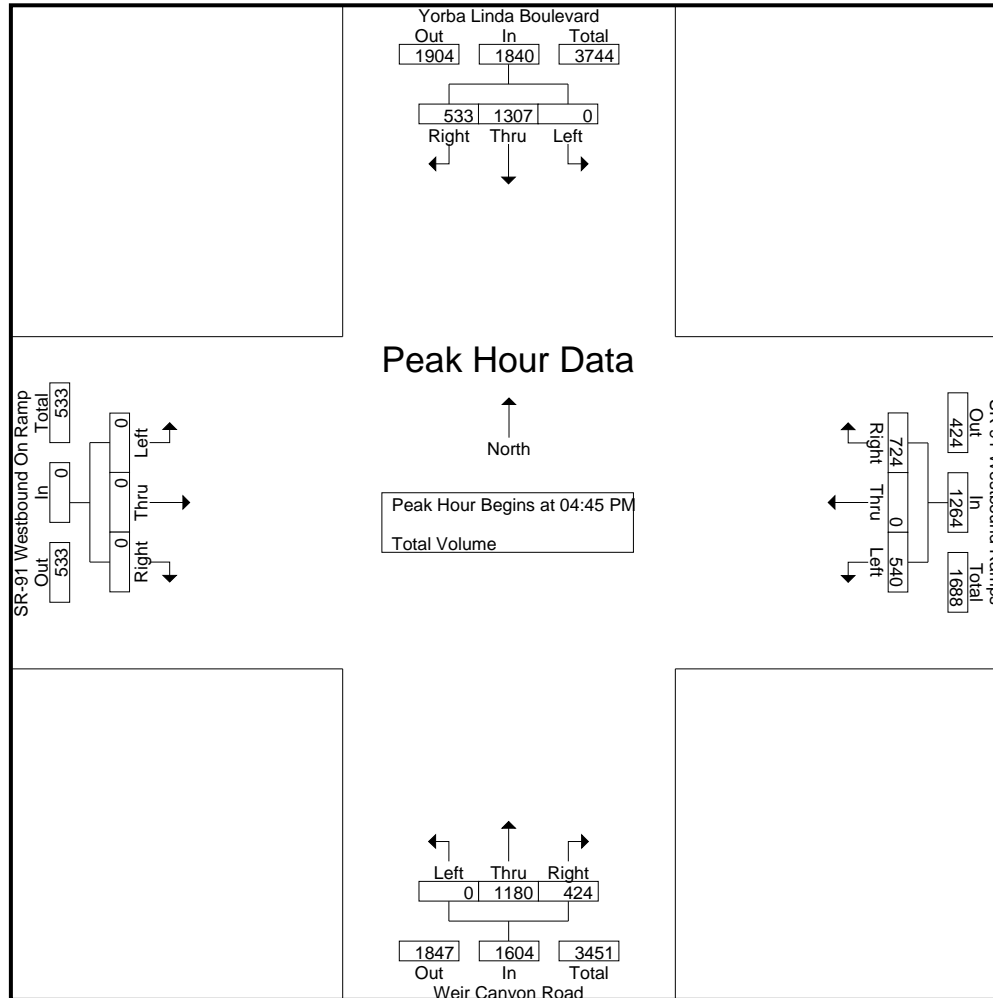 Yorba Linda Boulevard
Out In Total
1904 1840 3744
533 1307 0
Right Thru Left
Peak Hour Data
North
Peak Hour Begins at 04:45 PM
Total Volume
SR-91 Westbound On Ramp
Total In Out
533 0 533
0 0 0
Left Thru Right
Westbound Ramps
Out In Total
424 1264 1688
724 0 540
Right Thru Left
Left Thru Right
0 1180 424
1847 1604 3451
Out In Total
Weir Canyon Road